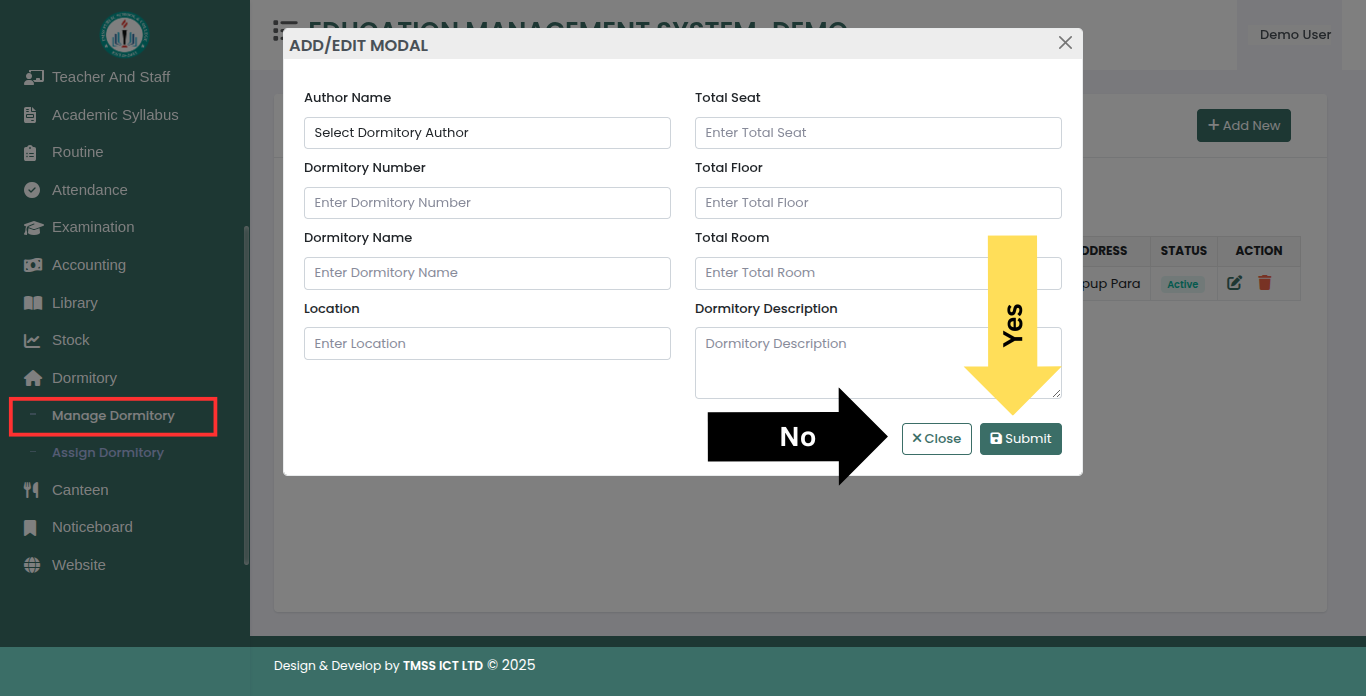 EDUCATION MANAGEMENT SYSTEM- DEMO
Demo User
Teacher And Staff
Academic Syllabus
Routine
Attendance
Examination
Accounting
Library
Stock
Dormitory
Manage Dormitory
Assign Dormitory
Canteen
Noticeboard
Website
ADD/EDIT MODAL
Author Name
Select Dormitory Author
Total Seat
Enter Total Seat
Dormitory Number
Enter Dormitory Number
Total Floor
Enter Total Floor
Dormitory Name
Enter Dormitory Name
Total Room
Enter Total Room
Location
Enter Location
Dormitory Description
Dormitory Description
Yes
No
Close
Submit
Add New
DDRESS STATUS ACTION
pup Para Active
Design & Develop by TMSS ICT LTD © 2025